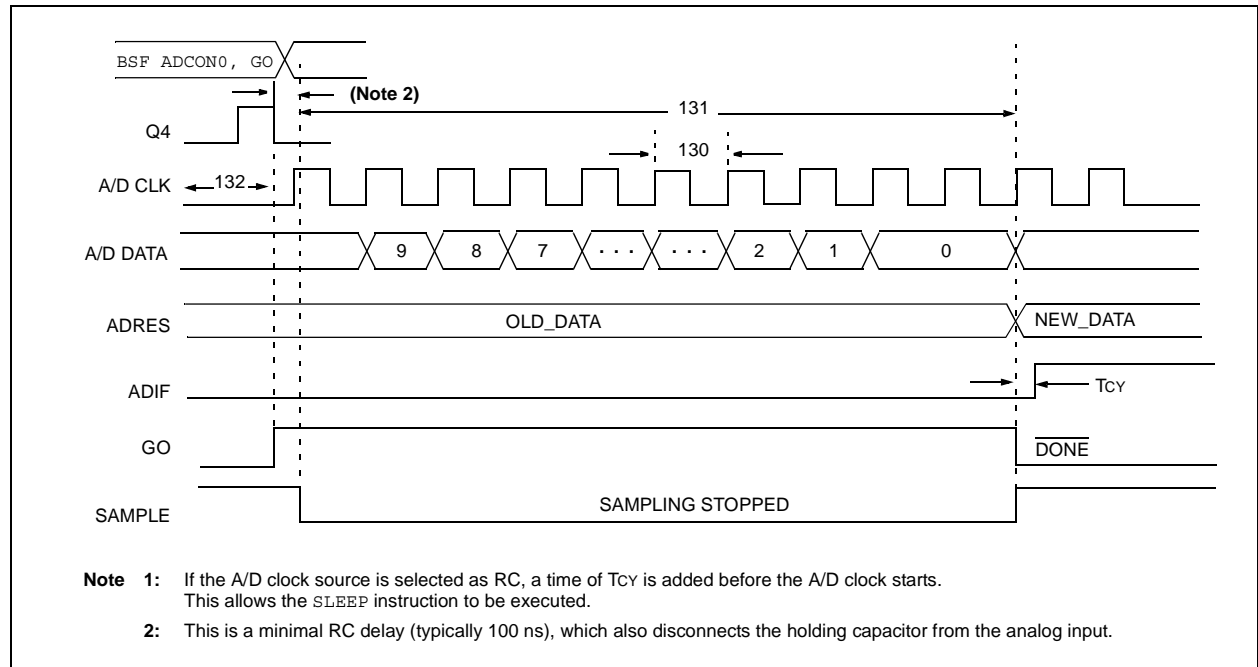 BSF ADCON0, GO
(Note 2)
131
Q4
130
A/D CLK
132
A/D DATA
9 8 7 · · · · · · 2 1 0
ADRES
OLD_DATA
NEW_DATA
ADIF
TCY
GO
DONE
SAMPLE
SAMPLING STOPPED
Note 1: If the A/D clock source is selected as RC, a time of TCY is added before the A/D clock starts.
This allows the SLEEP instruction to be executed.
2: This is a minimal RC delay (typically 100 ns), which also disconnects the holding capacitor from the analog input.